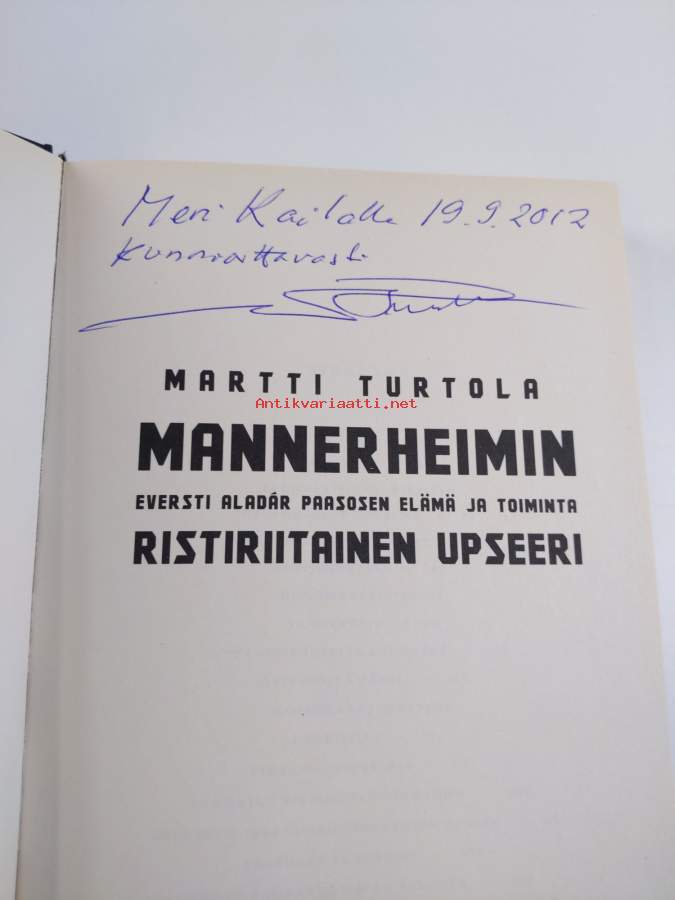 Meri Kailalle 19.9.2012
Kunnioittavasti
MARTTI TURTOLA
Antikvariaatti.net
MANNERHEIMIN
EVERSTI ALADÁR PAASOSEN ELÄMÄ JA TOIMINTA
RISTIRIITAINEN UPSEERI